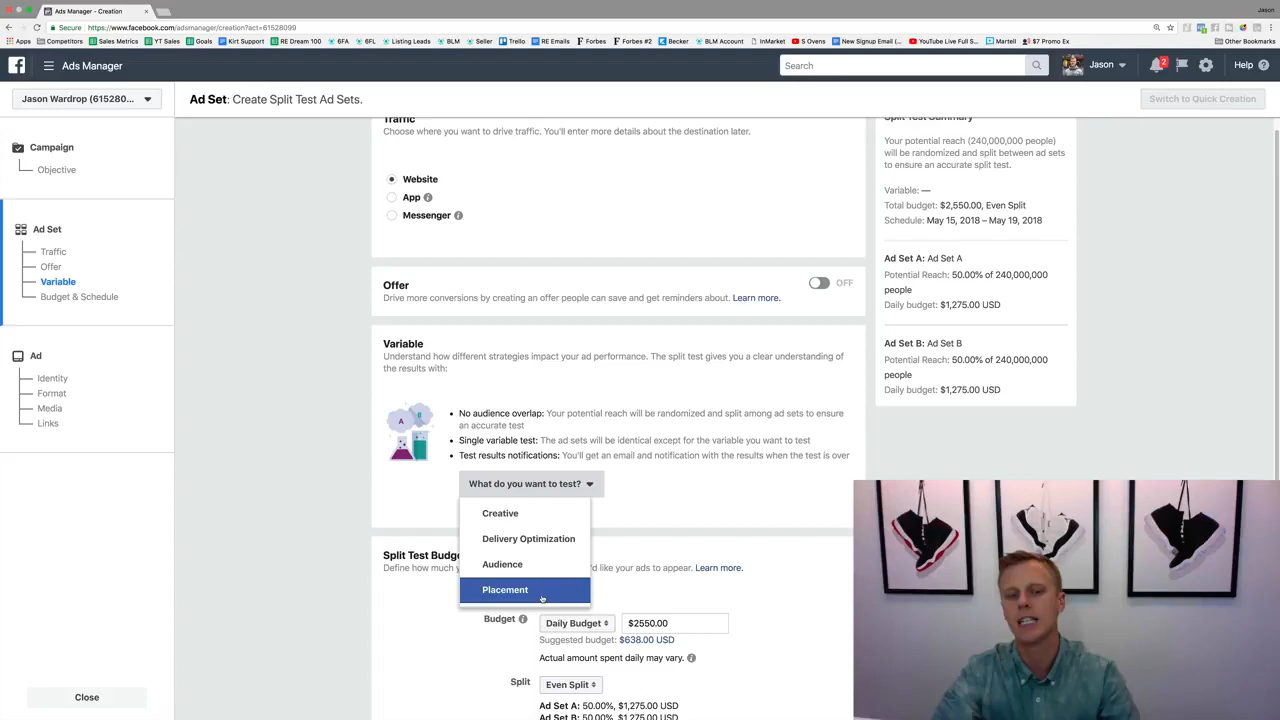 Jason
Ads Manager - Creation
Secure
https://www.facebook.com/adsmanager/creation?act=61528099
Apps
Competitors
Sales Metrics
YT Sales
Goals
Kirt Support
RE Dream 100
6FA
6FL
Listing Leads
BLM
Seller
Trello
RE Emails
Forbes
Forbes #2
Becker
BLM Account
InMarket
S Ovens
New Signup Email (...
YouTube Live Full S...
Martell
$7 Promo Ex
Other Bookmarks
Ads Manager
Search
Jason
2
Help
Jason Wardrop (615280...
Ad Set: Create Split Test Ad Sets.
Switch to Quick Creation
Campaign
Objective
Ad Set
Traffic
Offer
Variable
Budget & Schedule
Ad
Identity
Format
Media
Links
Close
Traffic
Choose where you want to drive traffic. You'll enter more details about the destination later.
Website
App
Messenger
Offer
OFF
Drive more conversions by creating an offer people can save and get reminders about. Learn more.
Variable
Understand how different strategies impact your ad performance. The split test gives you a clear understanding of
the results with:
A
B
No audience overlap: Your potential reach will be randomized and split among ad sets to ensure
an accurate test
Single variable test: The ad sets will be identical except for the variable you want to test
Test results notifications: You'll get an email and notification with the results when the test is over
What do you want to test?
Creative
Delivery Optimization
Audience
Placement
Split Test Budge
Define how much y
'd like your ads to appear. Learn more.
Budget
Daily Budget
$2550.00
Suggested budget: $638.00 USD
Actual amount spent daily may vary.
Split
Even Split
Ad Set A: 50.00%, $1,275.00 USD
Ad Set B: 50.00%, $1,275.00 USD
Split Test Summary
Your potential reach (240,000,000 people)
will be randomized and split between ad sets
to ensure an accurate split test.
Variable: —
Total budget: $2,550.00, Even Split
Schedule: May 15, 2018 – May 19, 2018
Ad Set A: Ad Set A
Potential Reach: 50.00% of 240,000,000
people
Daily budget: $1,275.00 USD
Ad Set B: Ad Set B
Potential Reach: 50.00% of 240,000,000
people
Daily budget: $1,275.00 USD